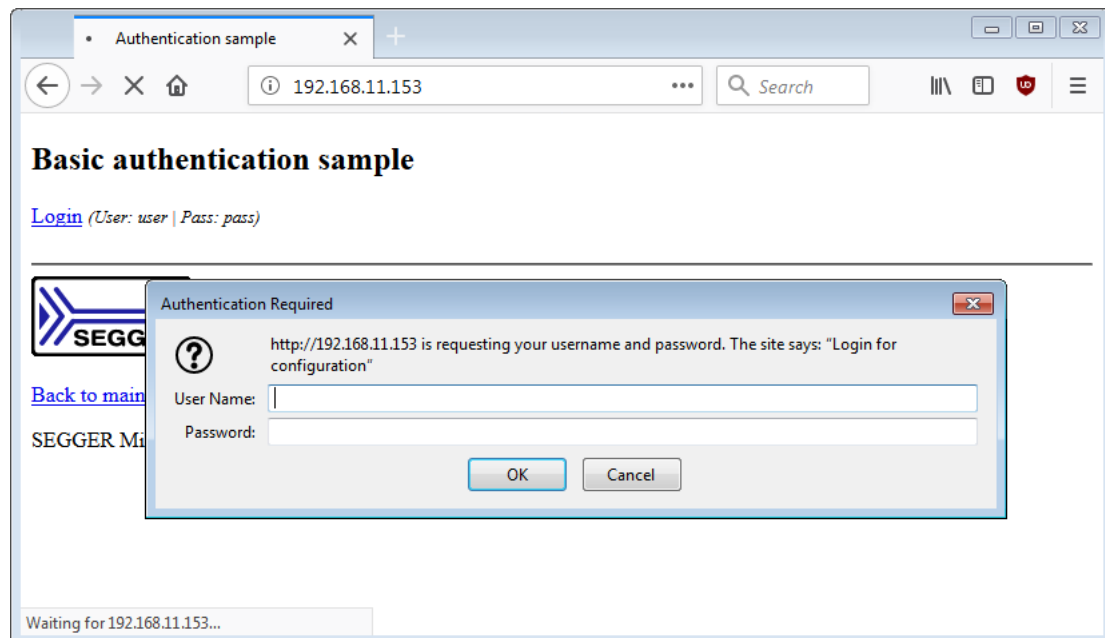 Authentication sample
192.168.11.153
Search
Basic authentication sample
Login (User: user | Pass: pass)
SEGG
Authentication Required
http://192.168.11.153 is requesting your username and password. The site says: “Login for
configuration”
User Name:
Password:
OK Cancel
Back to main
SEGGER Mi
Waiting for 192.168.11.153...